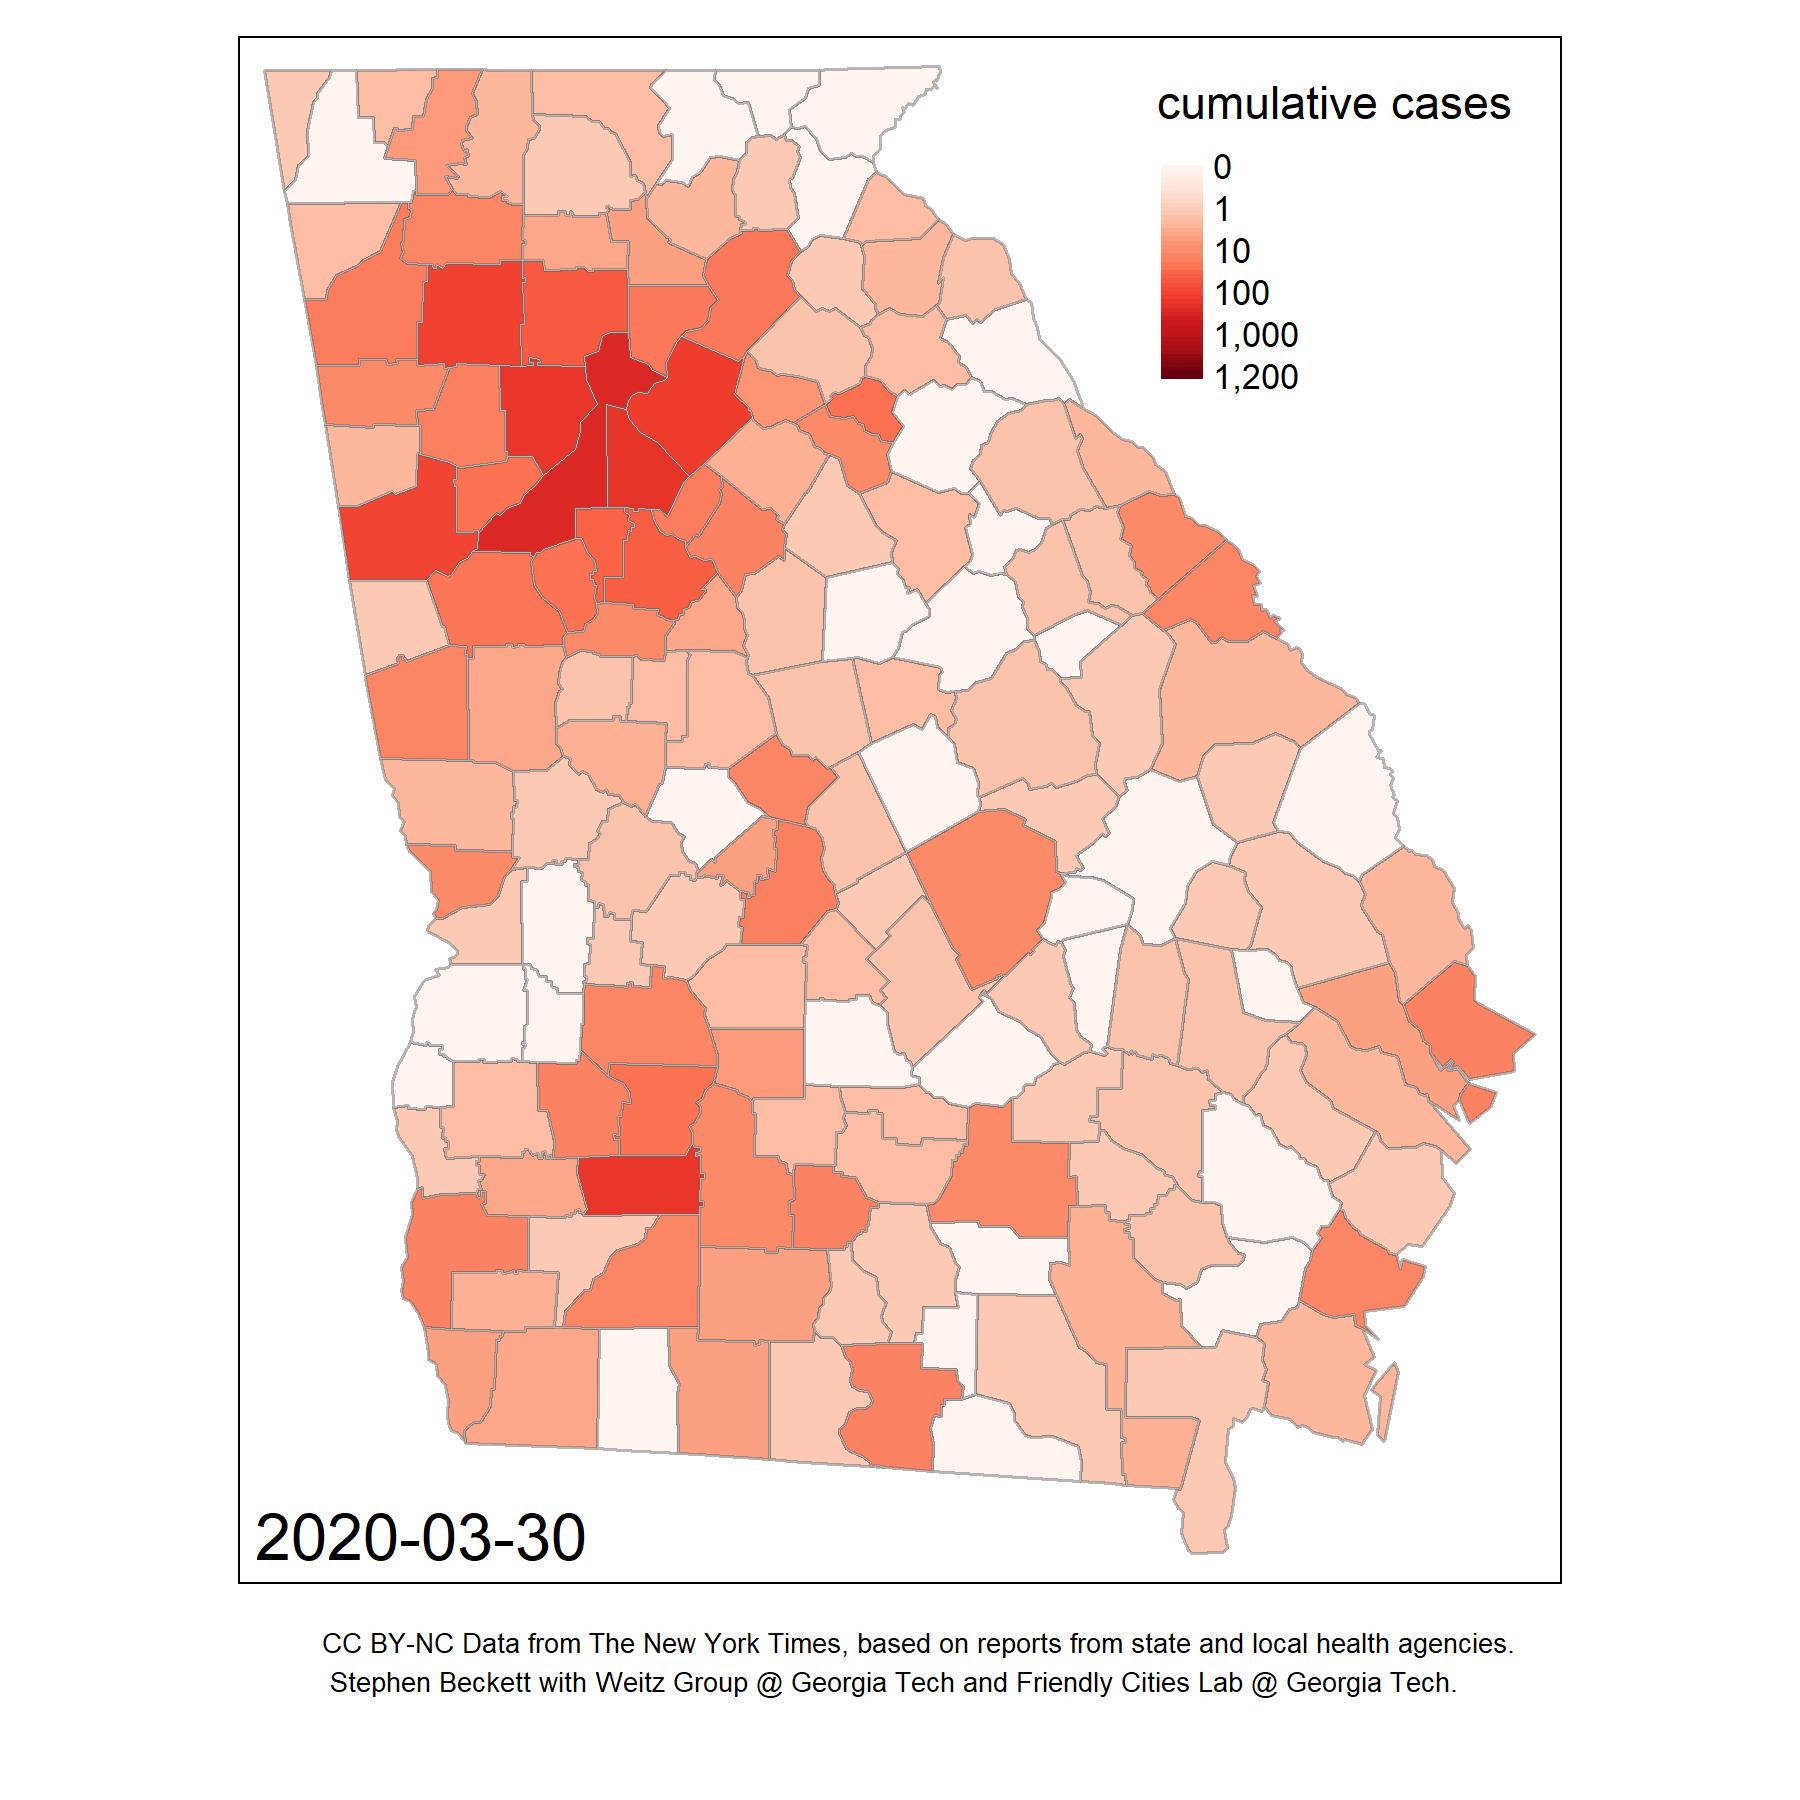 cumulative cases
0
1
10
100
1,000
1,200
2020-03-30
CC BY-NC Data from The New York Times, based on reports from state and local health agencies.
Stephen Beckett with Weitz Group @ Georgia Tech and Friendly Cities Lab @ Georgia Tech.